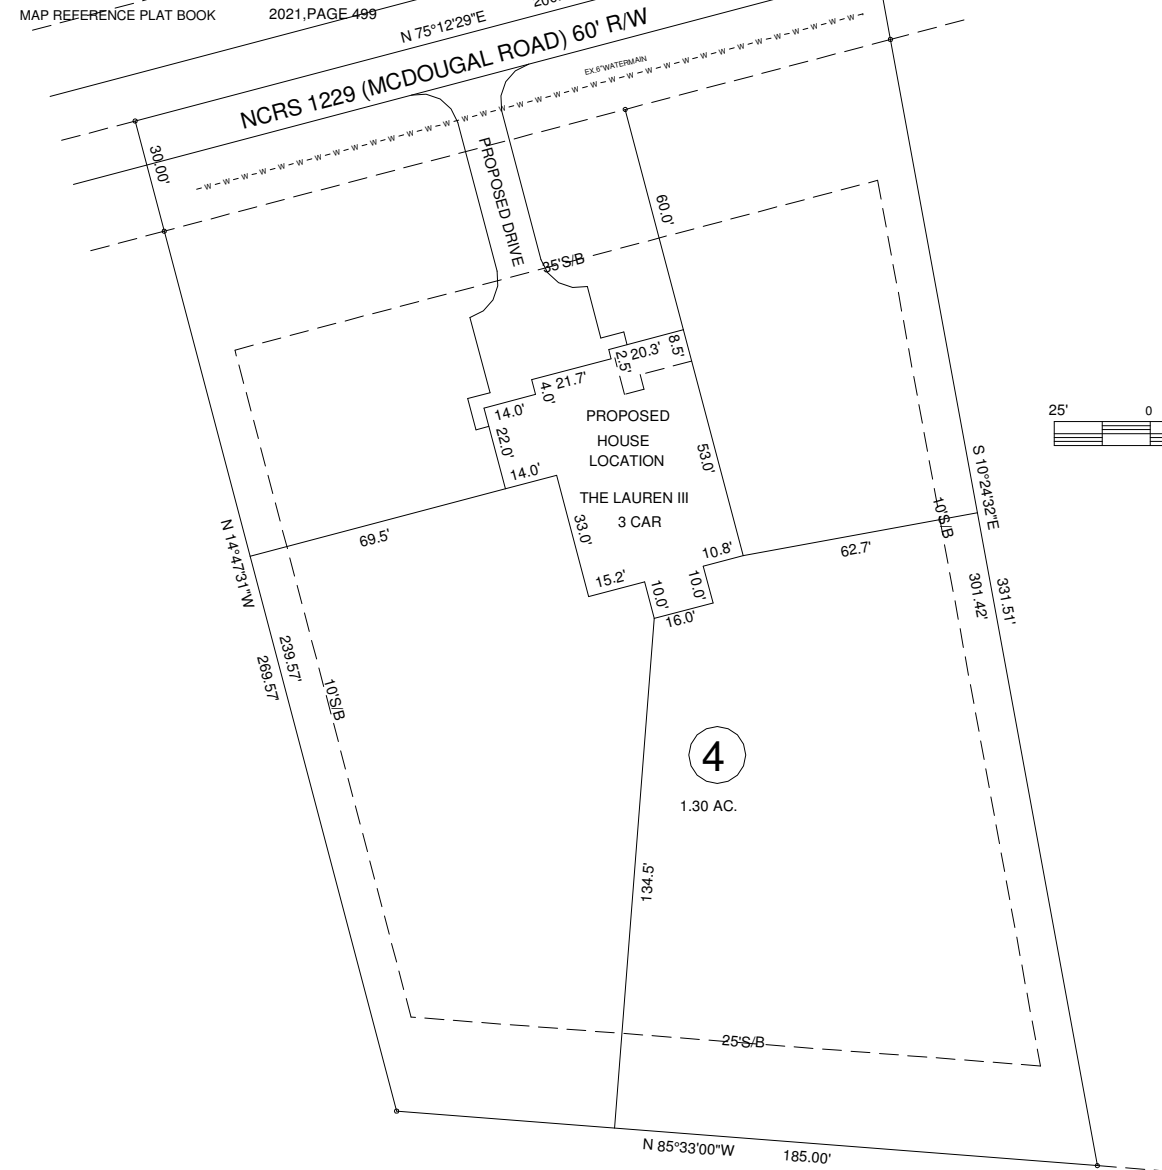 MAP REFERENCE PLAT BOOK 2021,PAGE 499
N 75°12'29"E
NCRS 1229 (MCDOUGAL ROAD) 60' R/W
EX.6"WATERMAIN
30.00'
PROPOSED DRIVE
60.0'
35'S/B
20.3'
8.5'
2.5'
21.7'
4.0'
14.0'
22.0'
14.0'
PROPOSED
HOUSE
LOCATION
THE LAUREN III
3 CAR
53.0'
33.0'
69.5'
15.2'
10.0'
16.0'
10.0'
10.8'
62.7'
25' 0
S 10°24'32"E
10'S/B
301.42'
331.51'
N 14°47'31"W
239.57'
269.57'
10'S/B
4
1.30 AC.
134.5'
25'S/B
N 85°33'00"W 185.00'